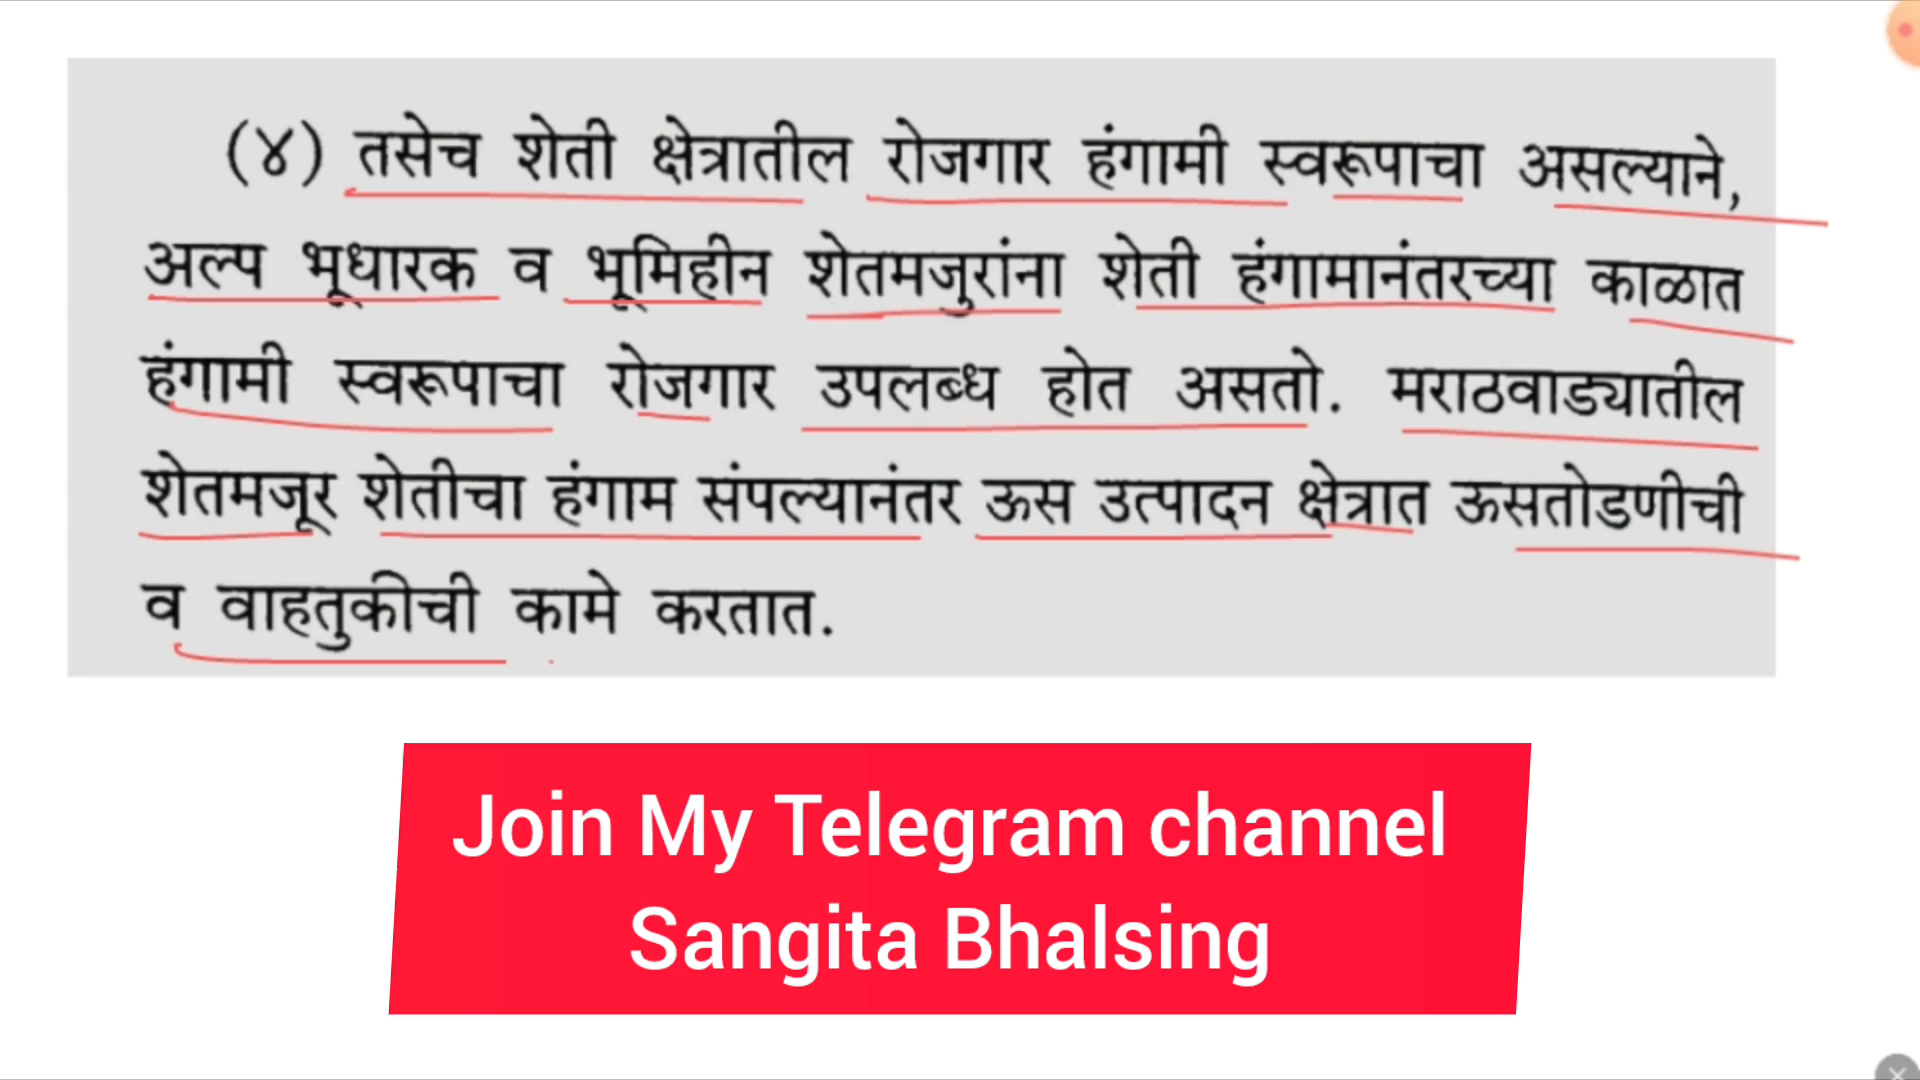 (४) तसेच शेती क्षेत्रातील रोजगार हंगामी स्वरूपाचा असल्याने,
अल्प भूधारक व भूमिहीन शेतमजुरांना शेती हंगामानंतरच्या काळात
हंगामी स्वरूपाचा रोजगार उपलब्ध होत असतो. मराठवाड्यातील
शेतमजूर शेतीचा हंगाम संपल्यानंतर ऊस उत्पादन क्षेत्रात ऊसतोडणीची
व वाहतुकीची कामे करतात.
Join My Telegram channel
Sangita Bhalsing